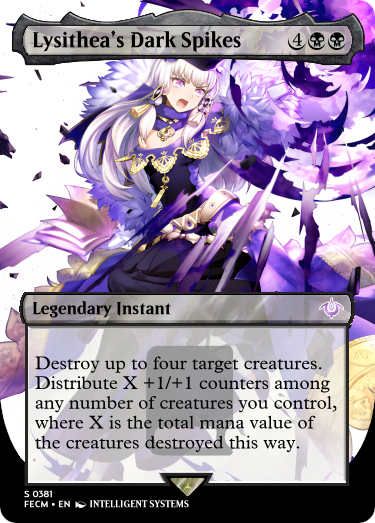 Lysithea's Dark Spikes 4
Legendary Instant
Destroy up to four target creatures.
Distribute X +1/+1 counters among
any number of creatures you control,
where X is the total mana value of
the creatures destroyed this way.
S 0381
FECM • EN INTELLIGENT SYSTEMS